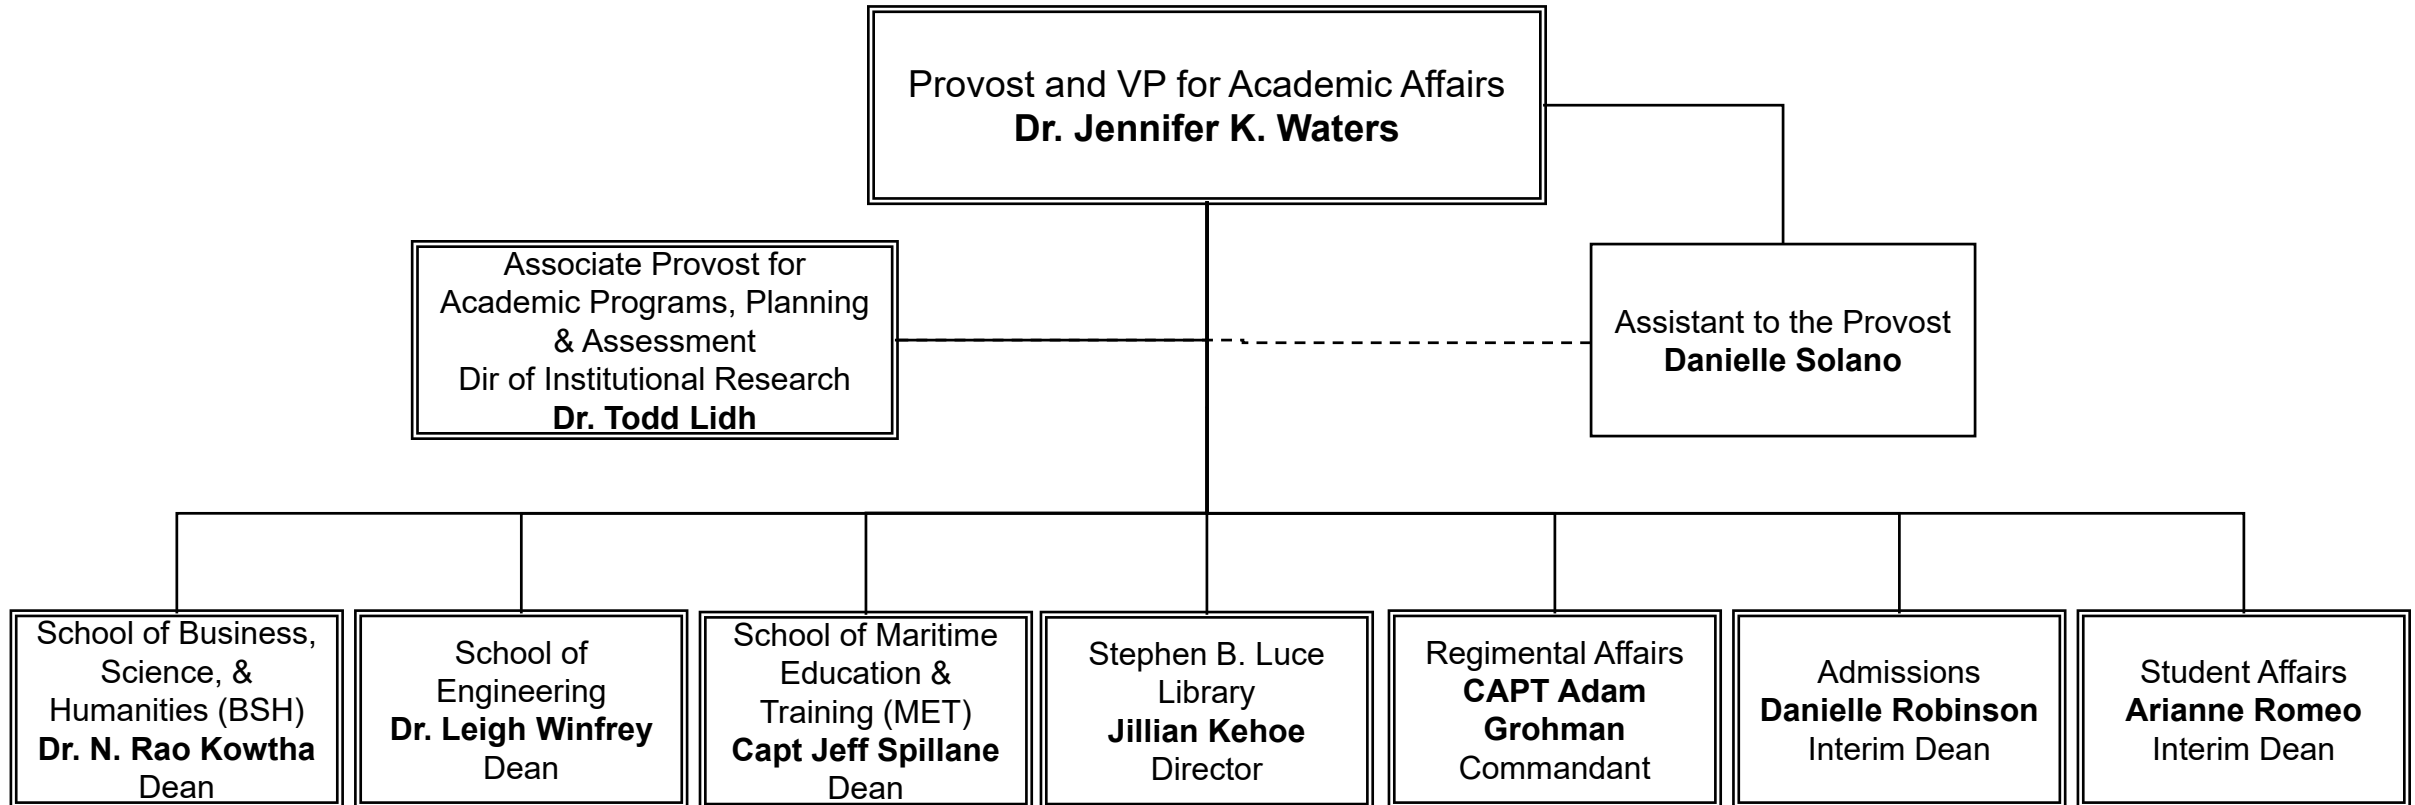 Provost and VP for Academic Affairs
Dr. Jennifer K. Waters
Associate Provost for
Academic Programs, Planning
& Assessment
Dir of Institutional Research
Dr. Todd Lidh
Assistant to the Provost
Danielle Solano
School of Business,
Science, &
Humanities (BSH)
Dr. N. Rao Kowtha
Dean
School of
Engineering
Dr. Leigh Winfrey
Dean
School of Maritime
Education &
Training (MET)
Capt Jeff Spillane
Dean
Stephen B. Luce
Library
Jillian Kehoe
Director
Regimental Affairs
CAPT Adam
Grohman
Commandant
Admissions
Danielle Robinson
Interim Dean
Student Affairs
Arianne Romeo
Interim Dean